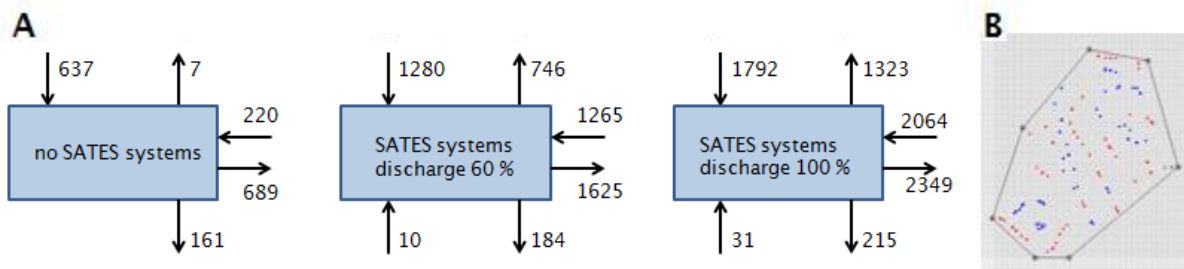 A
B
637
7
220
no SATES systems
689
161
1280
746
1265
SATES systems
discharge 60 %
1625
10
184
1792
1323
2064
SATES systems
discharge 100 %
2349
31
215